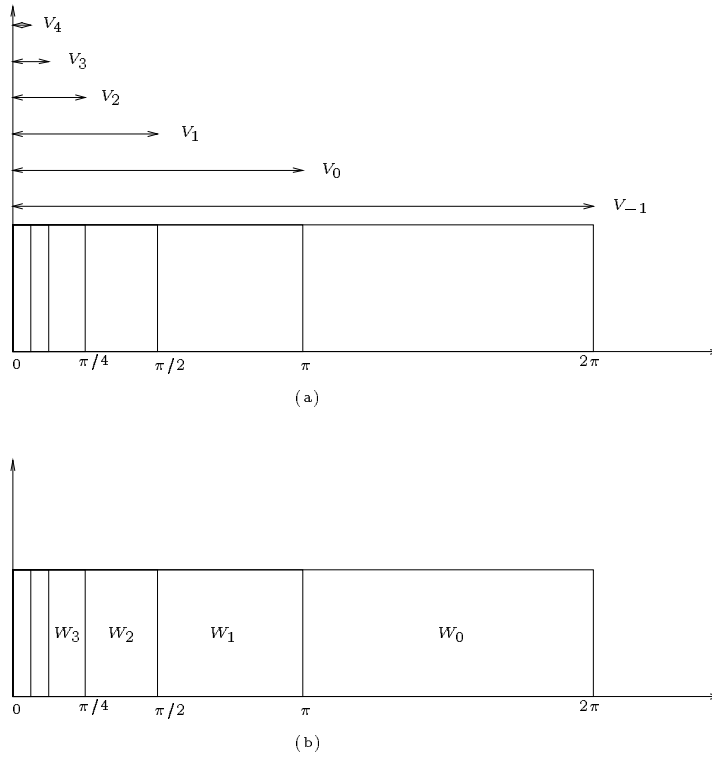 V₄
V₃
V₂
V₁
V₀
V₋₁
0 π/4 π/2 π 2π
(a)
W₃ W₂ W₁ W₀
0 π/4 π/2 π 2π
(b)